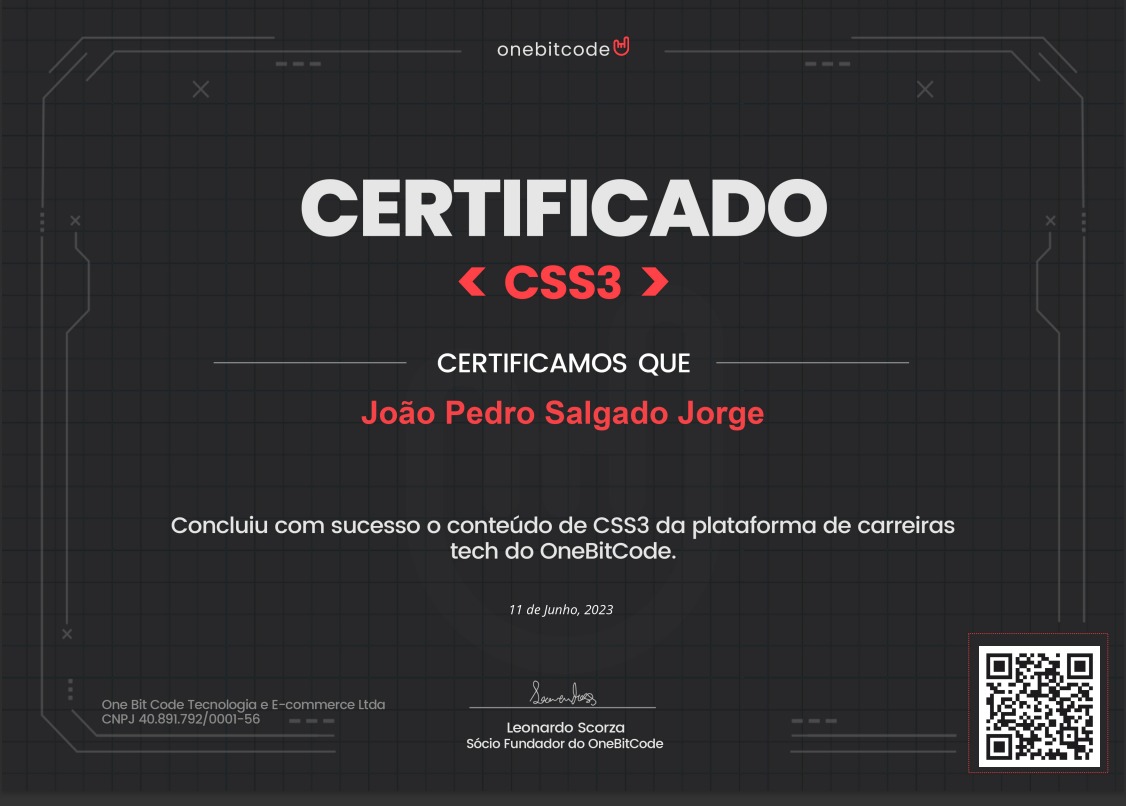 onebitcode
CERTIFICADO
< CSS3 >
CERTIFICAMOS QUE
João Pedro Salgado Jorge
Concluiu com sucesso o conteúdo de CSS3 da plataforma de carreiras
tech do OneBitCode.
11 de Junho, 2023
One Bit Code Tecnologia e E-commerce Ltda
CNPJ 40.891.792/0001-56
Leonardo Scorza
Sócio Fundador do OneBitCode